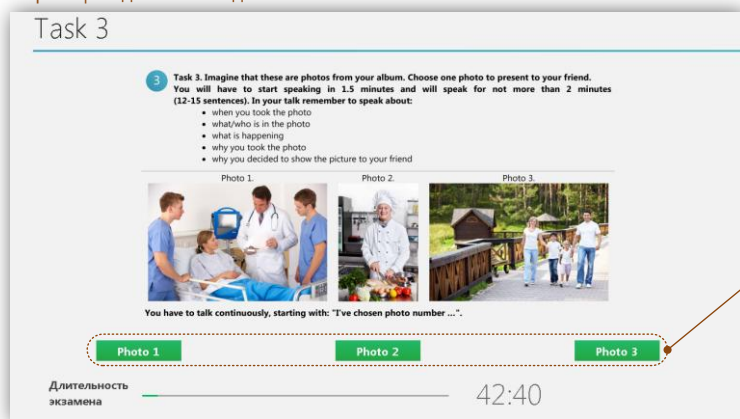 Task 3
3
Task 3. Imagine that these are photos from your album. Choose one photo to present to your friend.
You will have to start speaking in 1.5 minutes and will speak for not more than 2 minutes
(12-15 sentences). In your talk remember to speak about:
• when you took the photo
• what/who is in the photo
• what is happening
• why you took the photo
• why you decided to show the picture to your friend
Photo 1. Photo 2. Photo 3.
You have to talk continuously, starting with: "I've chosen photo number ...".
Photo 1 Photo 2 Photo 3
Длительность
экзамена
42:40